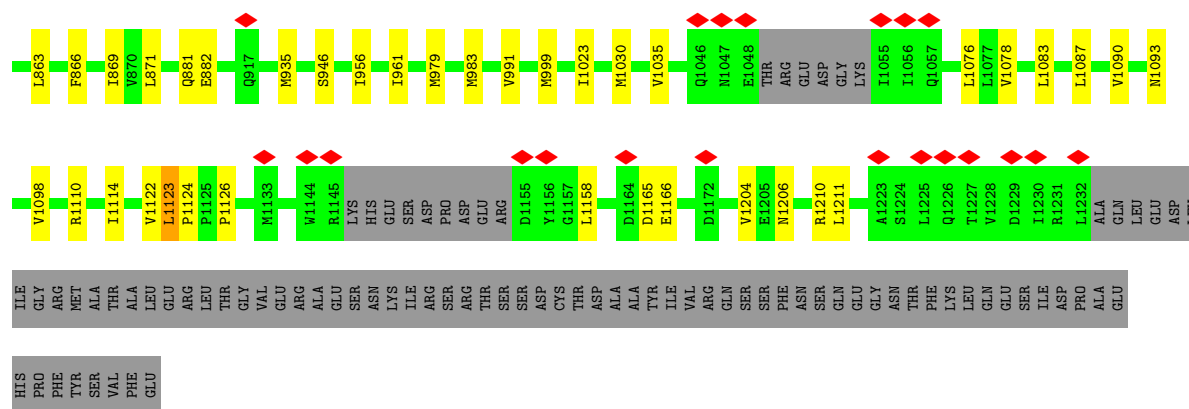 L863 F866 I869 V870 L871 Q881 E882 Q917 M935 S946 I956 I961 M979 M983 V991 M999 I1023 M1030 V1035 Q1046 N1047 E1048 THR ARG GLU ASP GLY LYS I1055 I1056 Q1057 L1076 L1077 V1078 L1083 L1087 V1090 N1093
V1098 R1110 I1114 V1122 L1123 P1124 P1125 P1126 M1133 W1144 R1145 LYS HIS GLU SER ASP PRO ASP GLU ARG D1155 Y1156 G1157 L1158 D1164 D1165 E1166 D1172 V1204 E1205 N1206 R1210 L1211 A1223 S1224 L1225 Q1226 T1227 V1228 D1229 I1230 R1231 L1232 ALA GLN LEU GLU ASP
ILE GLY ARG MET ALA THR ALA LEU GLU ARG LEU THR GLY VAL GLU ARG ALA GLU SER ASN LYS ILE ARG SER ARG THR SER SER ASP CYS THR ASP ALA ALA TYR ILE VAL ARG GLN SER SER PHE ASN SER GLN GLU GLY ASN THR PHE LYS LEU GLN GLU SER ILE ASP PRO ALA GLU
HIS PRO PHE TYR SER VAL PHE GLU